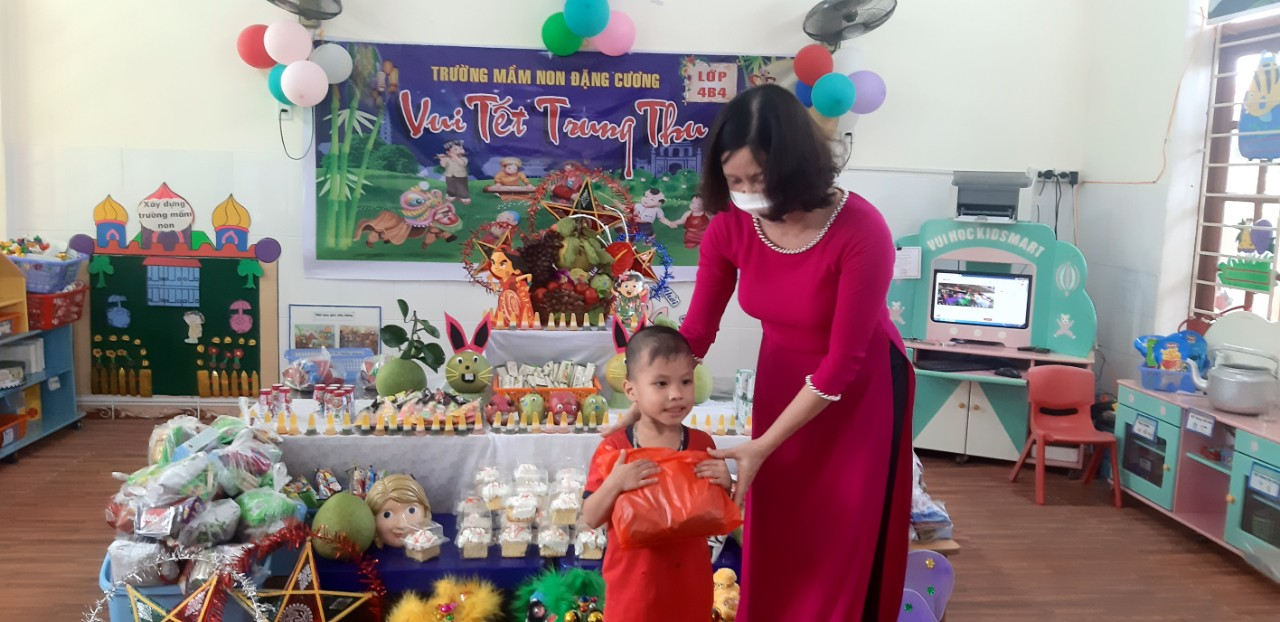 TRƯỜNG MẦM NON ĐẶNG CƯƠNG
LỚP
4B4
Vui Tết Trung Thu
Xây dựng
trường mầm
non
VUI HỌC KIDSMART